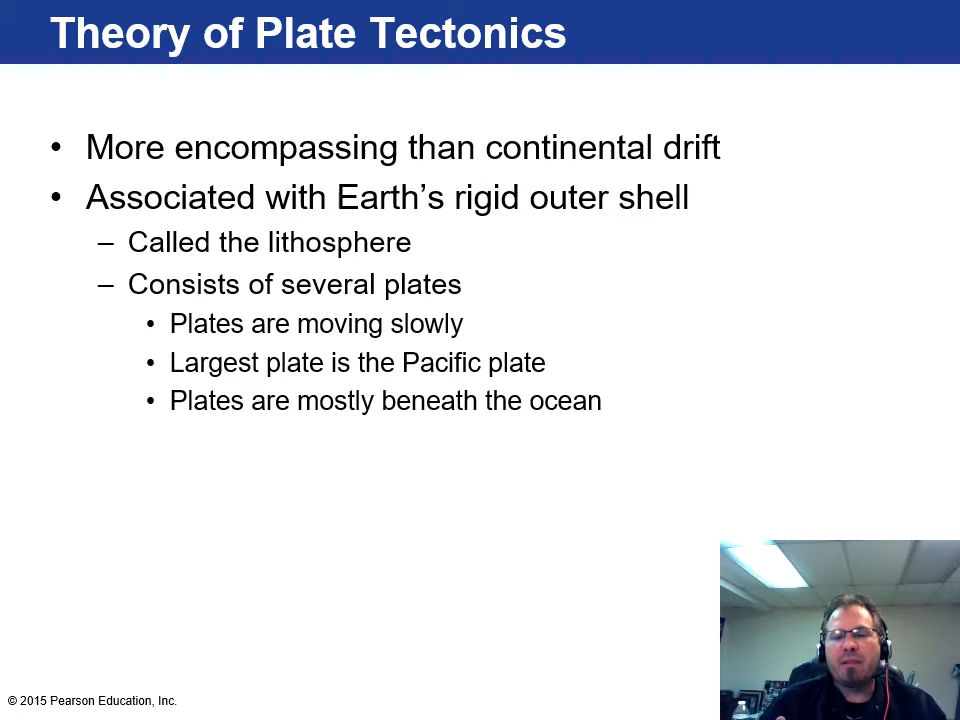 Theory of Plate Tectonics
• More encompassing than continental drift
• Associated with Earth’s rigid outer shell
– Called the lithosphere
– Consists of several plates
• Plates are moving slowly
• Largest plate is the Pacific plate
• Plates are mostly beneath the ocean
© 2015 Pearson Education, Inc.